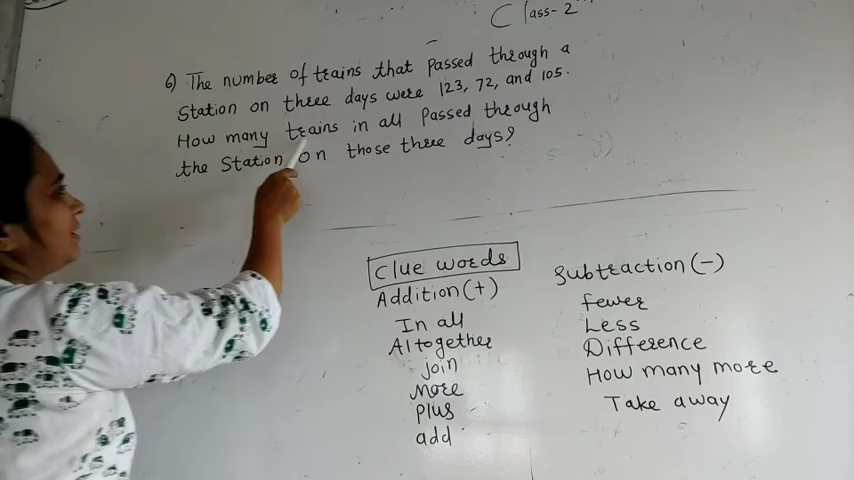 Class-2
6) The number of trains that passed through a
Station on three days were 123, 72, and 105.
How many trains in all passed through
the Station on those three days?
Clue words
Addition (+)
In all
Altogether
join
More
plus
add
Subtraction (-)
fewer
Less
Difference
How many more
Take away